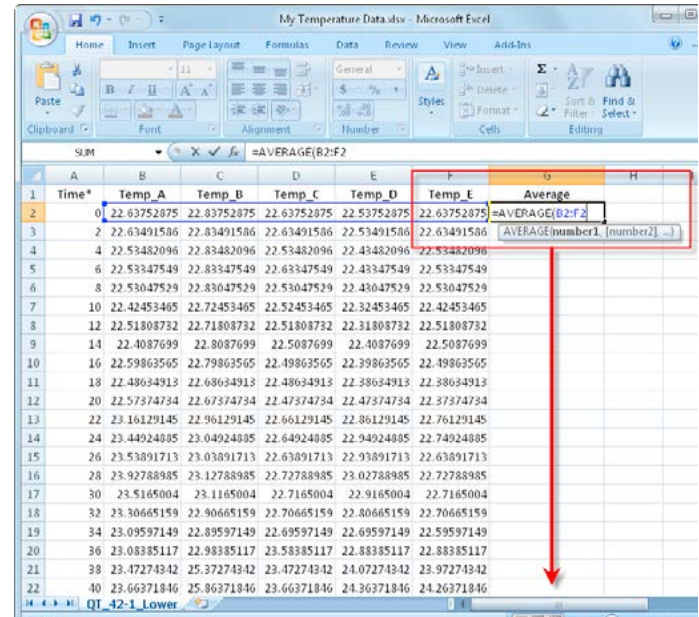 My Temperature Data.xlsx - Microsoft Excel
Home Insert Page Layout Formulas Data Review View Add-Ins
Paste
11
B I U A A
General
$ % ,
Styles
Insert
Delete
Format
Σ
Sort & Filter
Find & Select
Clipboard Font Alignment Number Cells Editing
SUM fx =AVERAGE(B2:F2
A B C D E F G H
1 Time* Temp_A Temp_B Temp_C Temp_D Temp_E Average
2 0 22.63752875 22.83752875 22.63752875 22.53752875 22.63752875 =AVERAGE(B2:F2
AVERAGE(number1, [number2], ...)
3 2 22.63491586 22.83491586 22.63491586 22.53491586 22.63491586
4 4 22.53482096 22.83482096 22.53482096 22.43482096 22.53482096
5 6 22.53347549 22.83347549 22.63347549 22.43347549 22.53347549
6 8 22.53047529 22.83047529 22.53047529 22.43047529 22.53047529
7 10 22.42453465 22.72453465 22.52453465 22.32453465 22.42453465
8 12 22.51808732 22.71808732 22.51808732 22.31808732 22.51808732
9 14 22.4087699 22.8087699 22.5087699 22.4087699 22.5087699
10 16 22.59863565 22.79863565 22.49863565 22.39863565 22.49863565
11 18 22.48634913 22.68634913 22.48634913 22.38634913 22.38634913
12 20 22.57374734 22.67374734 22.47374734 22.47374734 22.37374734
13 22 23.16129145 22.96129145 22.66129145 22.86129145 22.76129145
14 24 23.44924885 23.04924885 22.64924885 22.94924885 22.74924885
15 26 23.53891713 23.03891713 22.63891713 22.93891713 22.63891713
16 28 23.92788985 23.12788985 22.72788985 23.02788985 22.72788985
17 30 23.5165004 23.1165004 22.7165004 22.9165004 22.7165004
18 32 23.30665159 22.90665159 22.70665159 22.80665159 22.70665159
19 34 23.09597149 22.89597149 22.69597149 22.69597149 22.59597149
20 36 23.08385117 22.98385117 23.58385117 22.88385117 22.88385117
21 38 23.47274342 25.37274342 23.47274342 24.07274342 23.97274342
22 40 23.66371846 25.86371846 23.66371846 24.36371846 24.26371846
QT_42-1_Lower